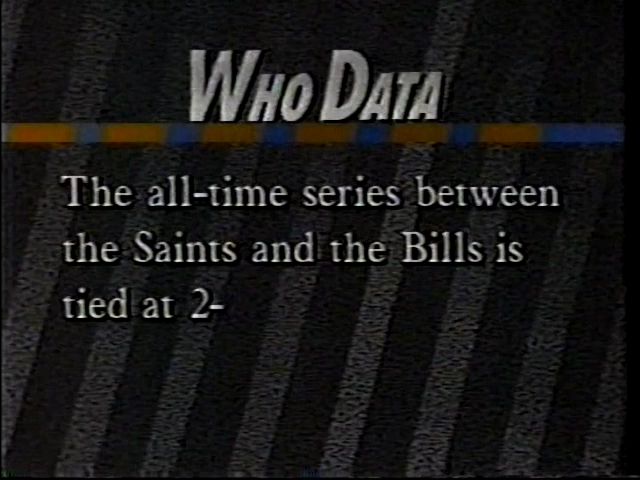 WHO DATA
The all-time series between
the Saints and the Bills is
tied at 2-